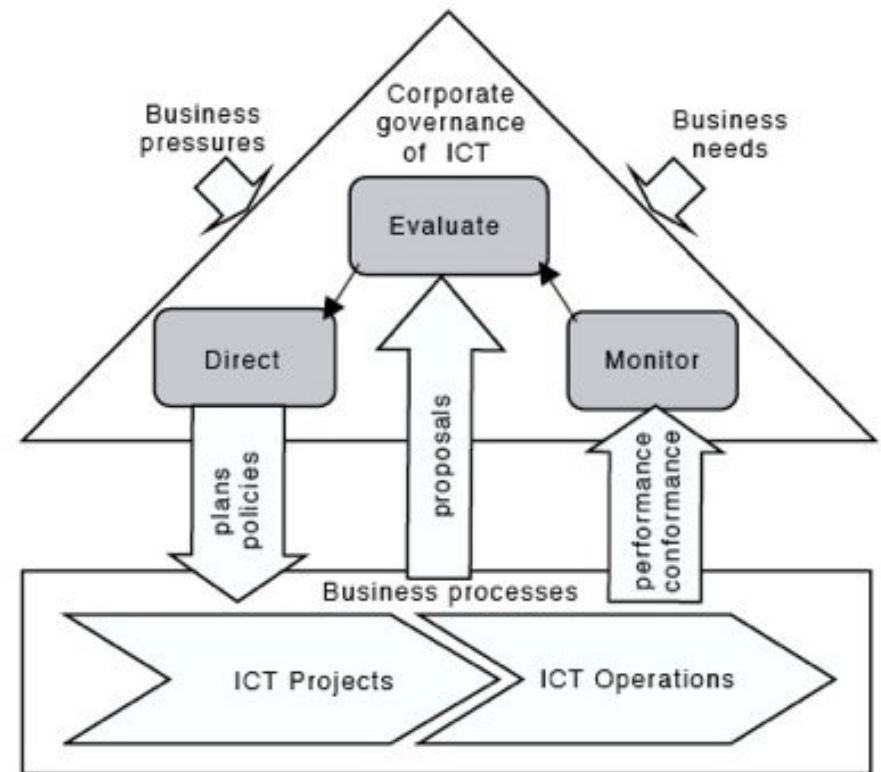 Corporate
governance
of ICT
Business
pressures
Business
needs
Evaluate
Direct
Monitor
plans
policies
proposals
performance
conformance
Business processes
ICT Projects
ICT Operations